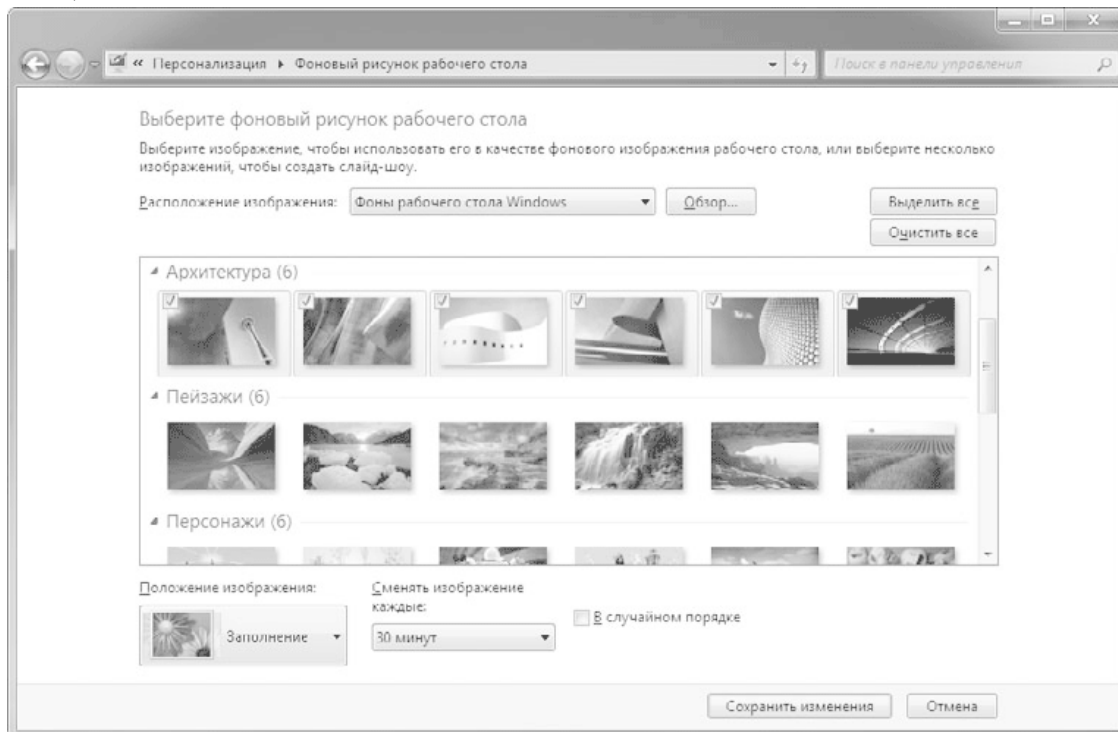 « Персонализация ▸ Фоновый рисунок рабочего стола
Поиск в панели управления
Выберите фоновый рисунок рабочего стола
Выберите изображение, чтобы использовать его в качестве фонового изображения рабочего стола, или выберите несколько
изображений, чтобы создать слайд-шоу.
Расположение изображения: Фоны рабочего стола Windows Обзор... Выделить все
Очистить все
Архитектура (6)
Пейзажи (6)
Персонажи (6)
Положение изображения:
Заполнение
Сменять изображение
каждые:
30 минут
В случайном порядке
Сохранить изменения Отмена